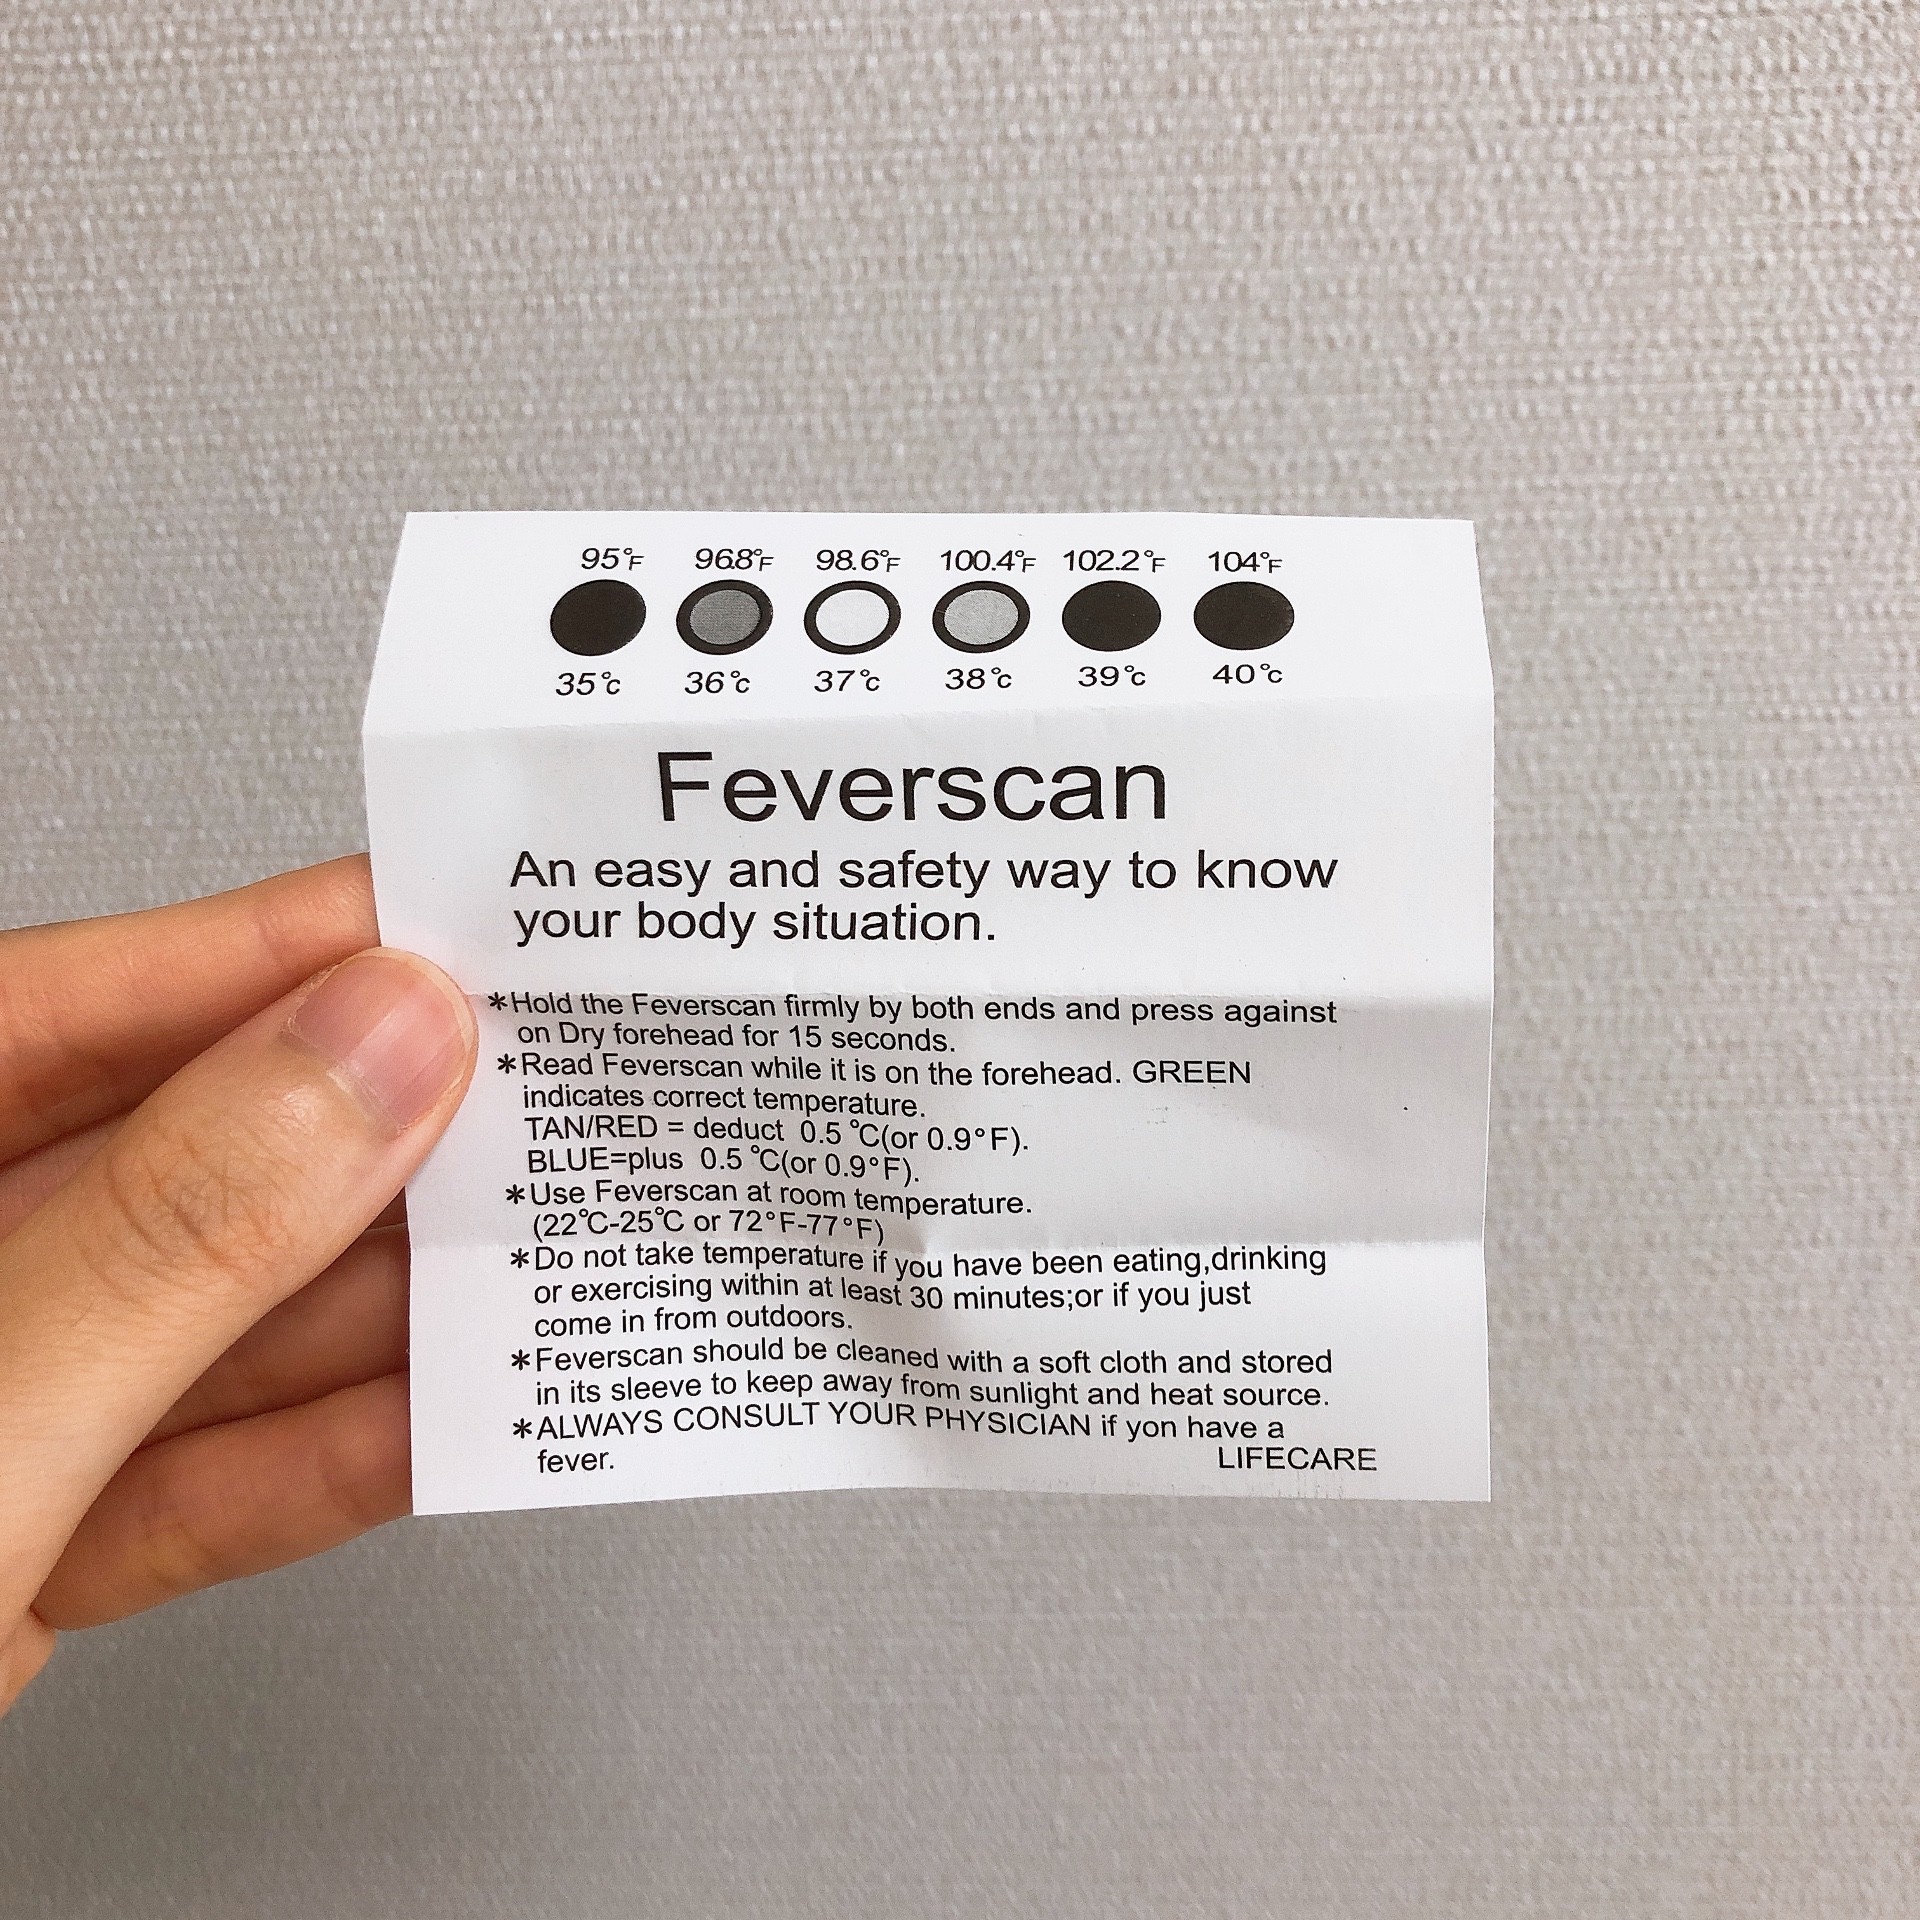 95°F 96.8°F 98.6°F 100.4°F 102.2°F 104°F
35°C 36°C 37°C 38°C 39°C 40°C
Feverscan
An easy and safety way to know
your body situation.
*Hold the Feverscan firmly by both ends and press against
on Dry forehead for 15 seconds.
*Read Feverscan while it is on the forehead. GREEN
indicates correct temperature.
TAN/RED = deduct 0.5 °C(or 0.9°F).
BLUE=plus 0.5 °C(or 0.9°F).
*Use Feverscan at room temperature.
(22°C-25°C or 72°F-77°F)
*Do not take temperature if you have been eating,drinking
or exercising within at least 30 minutes;or if you just
come in from outdoors.
*Feverscan should be cleaned with a soft cloth and stored
in its sleeve to keep away from sunlight and heat source.
*ALWAYS CONSULT YOUR PHYSICIAN if yon have a
fever. LIFECARE